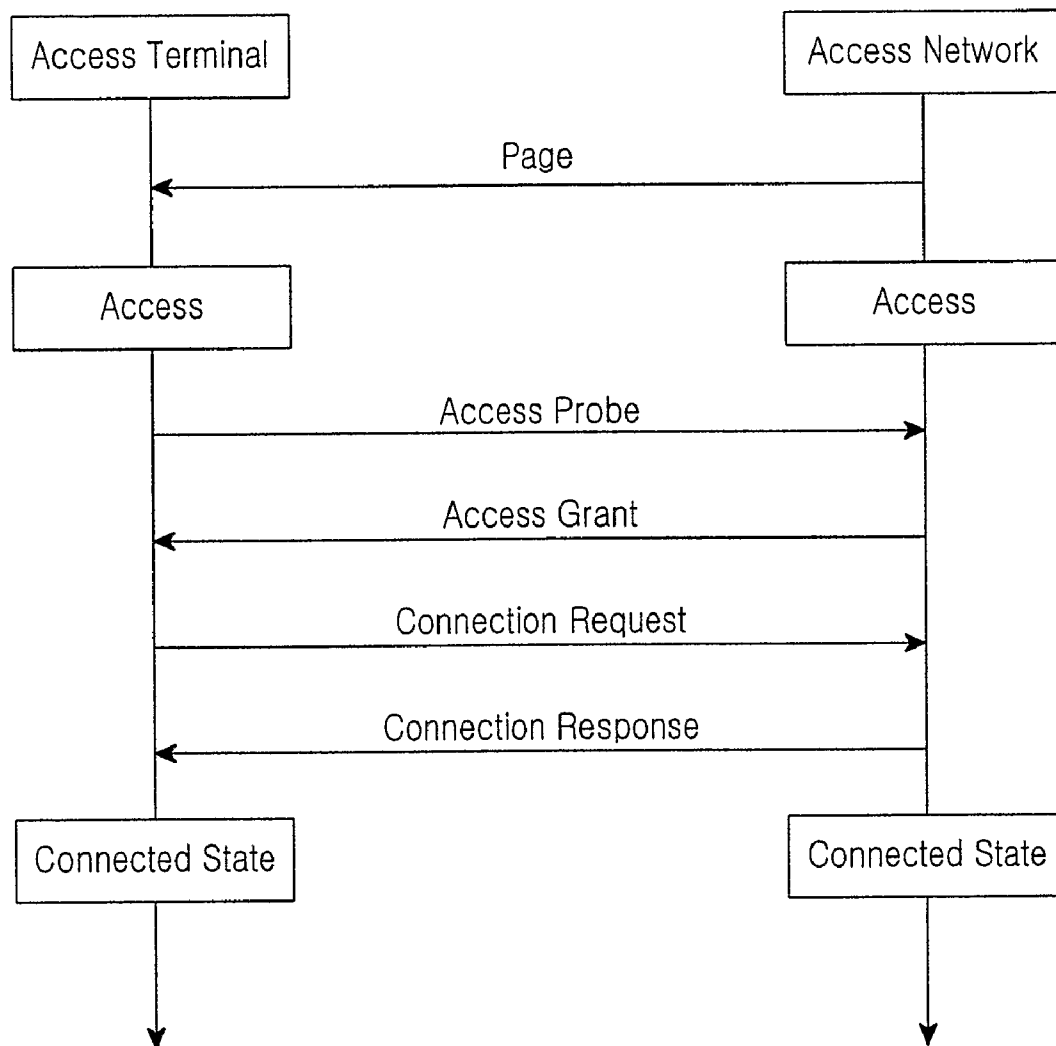 Access Terminal
Access Network
Page
Access
Access
Access Probe
Access Grant
Connection Request
Connection Response
Connected State
Connected State